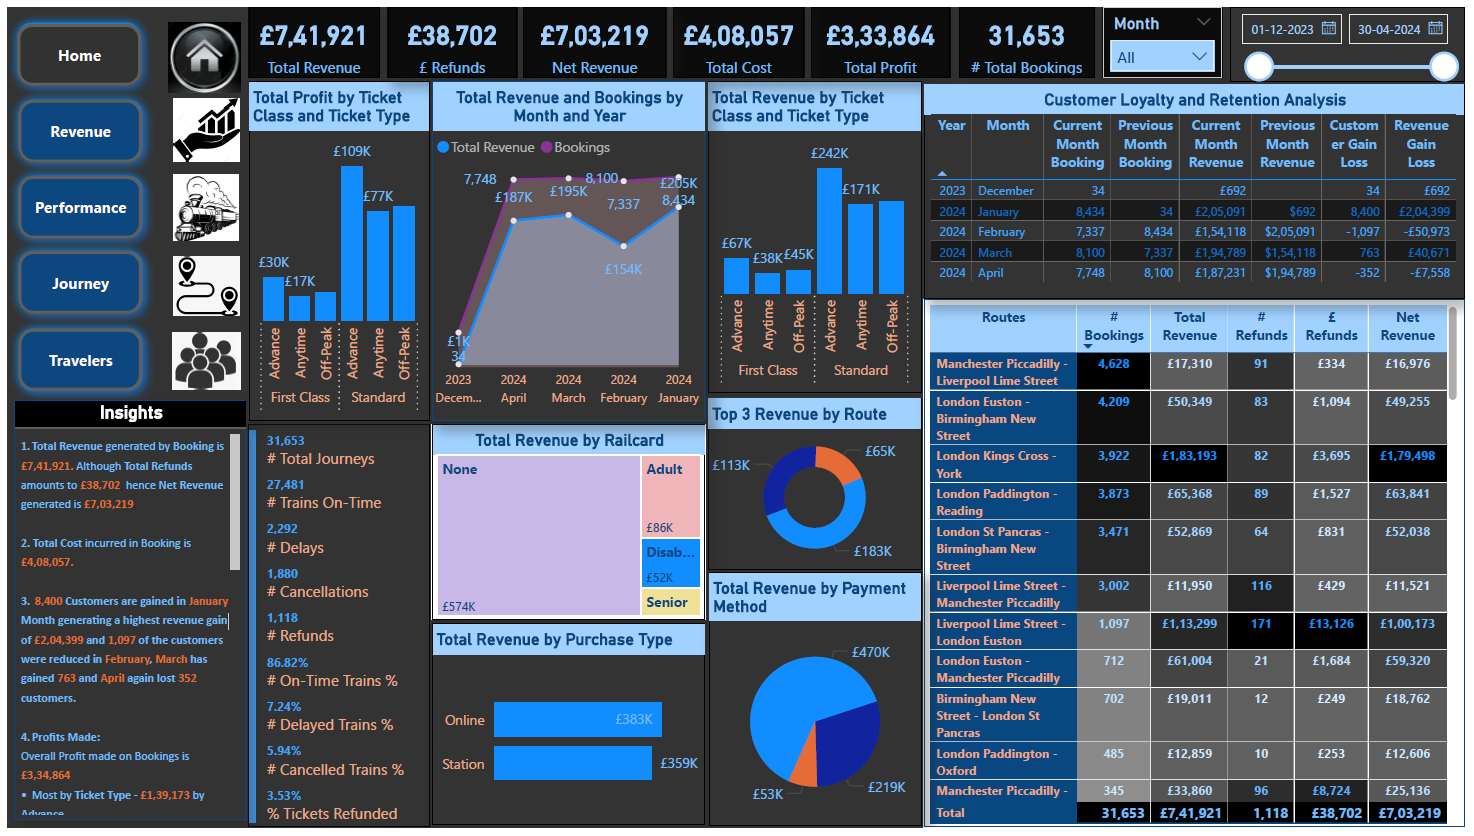 Home
Revenue
Performance
Journey
Travelers
£7,41,921
Total Revenue
£38,702
£ Refunds
£7,03,219
Net Revenue
£4,08,057
Total Cost
£3,33,864
Total Profit
31,653
# Total Bookings
Month
All
01-12-2023
30-04-2024
Insights
1. Total Revenue generated by Booking is
£7,41,921. Although Total Refunds
amounts to £38,702 hence Net Revenue
generated is £7,03,219
2. Total Cost incurred in Booking is
£4,08,057.
3. 8,400 Customers are gained in January
Month generating a highest revenue gain
of £2,04,399 and 1,097 of the customers
were reduced in February, March has
gained 763 and April again lost 352
customers.
4. Profits Made:
Overall Profit made on Bookings is
£3,34,864
• Most by Ticket Type - £1,39,173 by
Advance
Total Profit by Ticket
Class and Ticket Type
£109K
£77K
£30K
£17K
Advance
Anytime
Off-Peak
Advance
Anytime
Off-Peak
First Class
Standard
31,653
# Total Journeys
27,481
# Trains On-Time
2,292
# Delays
1,880
# Cancellations
1,118
# Refunds
86.82%
# On-Time Trains %
7.24%
# Delayed Trains %
5.94%
# Cancelled Trains %
3.53%
% Tickets Refunded
Total Revenue and Bookings by
Month and Year
Total Revenue Bookings
7,748
£187K
£195K
8,100
7,337
£205K
8,434
£154K
£1K
34
2023 2024 2024 2024 2024
Decem... April March February January
Total Revenue by Railcard
None
£574K
Adult
£86K
Disab...
£52K
Senior
Total Revenue by Purchase Type
Online
£383K
Station
£359K
Total Revenue by Ticket
Class and Ticket Type
£242K
£171K
£67K
£38K
£45K
Advance
Anytime
Off-Peak
Advance
Anytime
Off-Peak
First Class
Standard
Top 3 Revenue by Route
£65K
£113K
£183K
Total Revenue by Payment
Method
£470K
£219K
£53K
Customer Loyalty and Retention Analysis
Year Month Current Previous Current Previous Custom Revenue
Month Month Month Month er Gain Gain
Booking Booking Revenue Revenue Loss Loss
2023 December 34 £692 34 £692
2024 January 8,434 34 £2,05,091 $692 8,400 £2,04,399
2024 February 7,337 8,434 £1,54,118 $2,05,091 -1,097 -£50,973
2024 March 8,100 7,337 £1,94,789 $1,54,118 763 £40,671
2024 April 7,748 8,100 £1,87,231 $1,94,789 -352 -£7,558
Routes # Total # £ Net
Bookings Revenue Refunds Refunds Revenue
Manchester Piccadilly - 4,628 £17,310 91 £334 £16,976
Liverpool Lime Street
London Euston - 4,209 £50,349 83 £1,094 £49,255
Birmingham New
Street
London Kings Cross - 3,922 £1,83,193 82 £3,695 £1,79,498
York
London Paddington - 3,873 £65,368 89 £1,527 £63,841
Reading
London St Pancras - 3,471 £52,869 64 £831 £52,038
Birmingham New
Street
Liverpool Lime Street - 3,002 £11,950 116 £429 £11,521
Manchester Piccadilly
Liverpool Lime Street - 1,097 £1,13,299 171 £13,126 £1,00,173
London Euston
London Euston - 712 £61,004 21 £1,684 £59,320
Manchester Piccadilly
Birmingham New 702 £19,011 12 £249 £18,762
Street - London St
Pancras
London Paddington - 485 £12,859 10 £253 £12,606
Oxford
Manchester Piccadilly - 345 £33,860 96 £8,724 £25,136
Total 31,653 £7,41,921 1,118 £38,702 £7,03,219